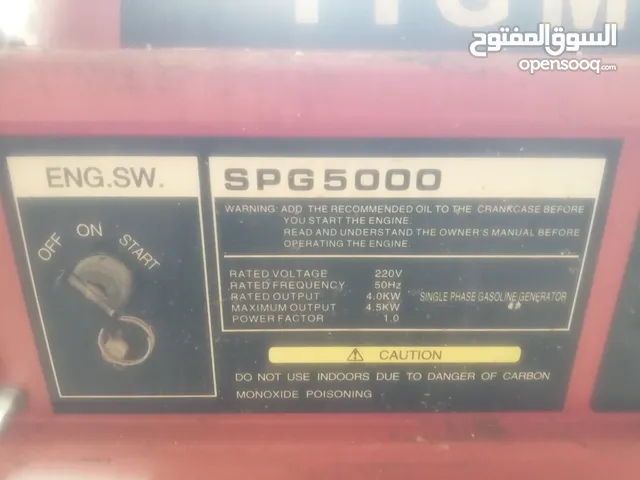 السوق المفتوح
opensooq.com
ENG.SW.
OFF ON START
SPG5000
WARNING: ADD THE RECOMMENDED OIL TO THE CRANKCASE BEFORE
YOU START THE ENGINE.
READ AND UNDERSTAND THE OWNER'S MANUAL BEFORE
OPERATING THE ENGINE.
RATED VOLTAGE 220V
RATED FREQUENCY 50Hz
RATED OUTPUT 4.0KW
MAXIMUM OUTPUT 4.5KW
POWER FACTOR 1.0
SINGLE PHASE GASOLINE GENERATOR
CAUTION
DO NOT USE INDOORS DUE TO DANGER OF CARBON
MONOXIDE POISONING